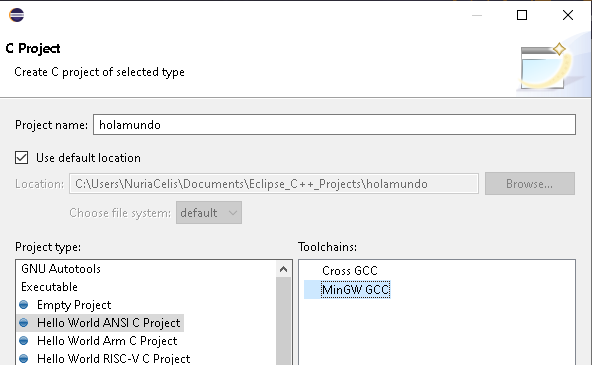 C Project
Create C project of selected type
Project name: holamundo
Use default location
Location: C:\Users\NuriaCelis\Documents\Eclipse_C++_Projects\holamundo Browse...
Choose file system: default
Project type: Toolchains:
GNU Autotools Cross GCC
Executable MinGW GCC
Empty Project
Hello World ANSI C Project
Hello World Arm C Project
Hello World RISC-V C Project